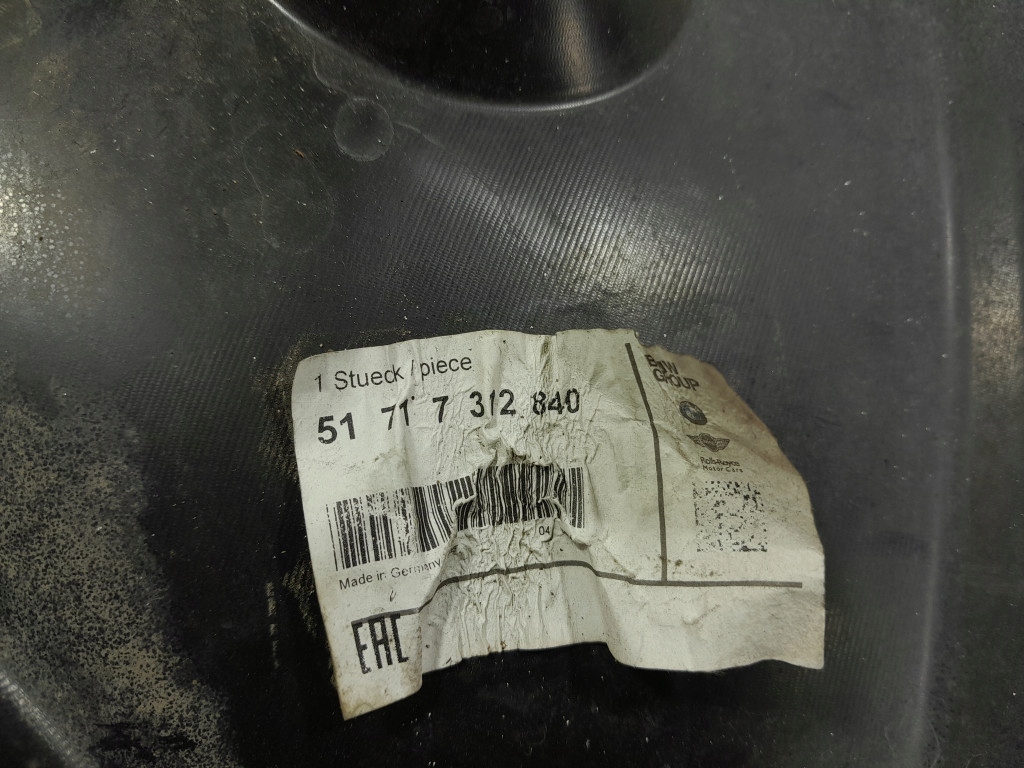 1 Stueck / piece
51 71 7 312 840
04
Made in Germany
EAC
BMW
GROUP
Rolls-Royce
Motor Cars